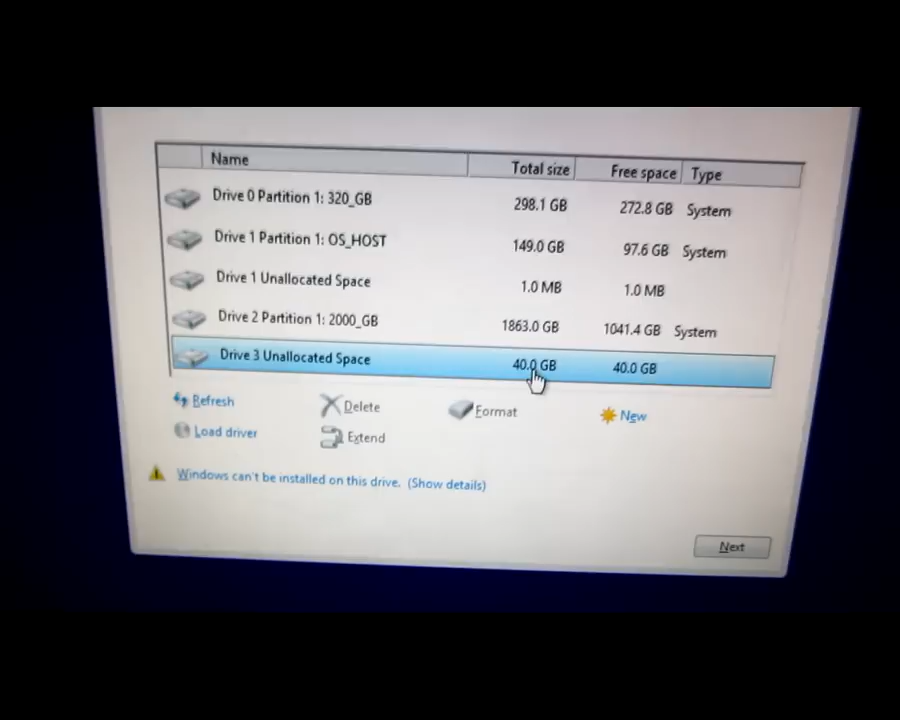 Name Total size Free space Type
Drive 0 Partition 1: 320_GB 298.1 GB 272.8 GB System
Drive 1 Partition 1: OS_HOST 149.0 GB 97.6 GB System
Drive 1 Unallocated Space 1.0 MB 1.0 MB
Drive 2 Partition 1: 2000_GB 1863.0 GB 1041.4 GB System
Drive 3 Unallocated Space 40.0 GB 40.0 GB
Refresh Delete Format New
Load driver Extend
Windows can't be installed on this drive. (Show details)
Next